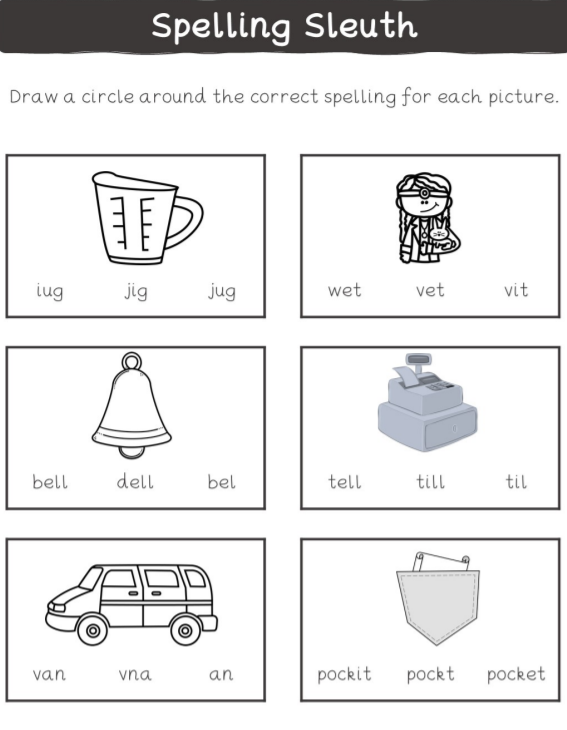 Spelling Sleuth
Draw a circle around the correct spelling for each picture.
iug jig jug
wet vet vit
bell dell bel
tell till til
van vna an
pockit pockt pocket